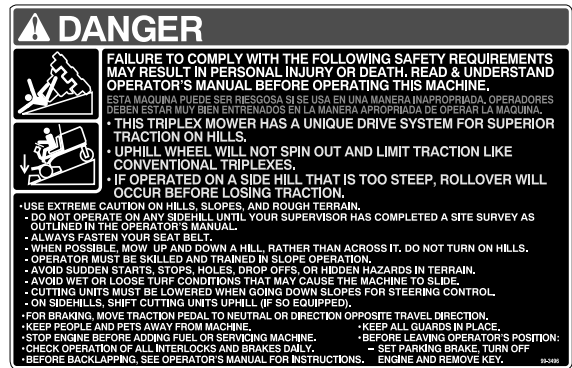 DANGER
FAILURE TO COMPLY WITH THE FOLLOWING SAFETY REQUIREMENTS
MAY RESULT IN PERSONAL INJURY OR DEATH. READ & UNDERSTAND
OPERATOR'S MANUAL BEFORE OPERATING THIS MACHINE.
ESTA MAQUINA PUEDE SER RIESGOSA SI SE USA EN UNA MANERA INAPROPRIADA. OPERADORES
DEBEN ESTAR MUY BIEN ENTRENADOS EN LA MANERA APROPRIADA DE OPERAR LA MAQUINA.
• THIS TRIPLEX MOWER HAS A UNIQUE DRIVE SYSTEM FOR SUPERIOR
TRACTION ON HILLS.
• UPHILL WHEEL WILL NOT SPIN OUT AND LIMIT TRACTION LIKE
CONVENTIONAL TRIPLEXES.
• IF OPERATED ON A SIDE HILL THAT IS TOO STEEP, ROLLOVER WILL
OCCUR BEFORE LOSING TRACTION.
•USE EXTREME CAUTION ON HILLS, SLOPES, AND ROUGH TERRAIN.
- DO NOT OPERATE ON ANY SIDEHILL UNTIL YOUR SUPERVISOR HAS COMPLETED A SITE SURVEY AS
OUTLINED IN THE OPERATOR'S MANUAL.
- ALWAYS FASTEN YOUR SEAT BELT.
- WHEN POSSIBLE, MOW UP AND DOWN A HILL, RATHER THAN ACROSS IT. DO NOT TURN ON HILLS.
- OPERATOR MUST BE SKILLED AND TRAINED IN SLOPE OPERATION.
- AVOID SUDDEN STARTS, STOPS, HOLES, DROP OFFS, OR HIDDEN HAZARDS IN TERRAIN.
- AVOID WET OR LOOSE TURF CONDITIONS THAT MAY CAUSE THE MACHINE TO SLIDE.
- CUTTING UNITS MUST BE LOWERED WHEN GOING DOWN SLOPES FOR STEERING CONTROL.
- ON SIDEHILLS, SHIFT CUTTING UNITS UPHILL (IF SO EQUIPPED).
•FOR BRAKING, MOVE TRACTION PEDAL TO NEUTRAL OR DIRECTION OPPOSITE TRAVEL DIRECTION.
•KEEP PEOPLE AND PETS AWAY FROM MACHINE.
•STOP ENGINE BEFORE ADDING FUEL OR SERVICING MACHINE.
•CHECK OPERATION OF ALL INTERLOCKS AND BRAKES DAILY.
•BEFORE BACKLAPPING, SEE OPERATOR'S MANUAL FOR INSTRUCTIONS.
•KEEP ALL GUARDS IN PLACE.
•BEFORE LEAVING OPERATOR'S POSITION:
- SET PARKING BRAKE, TURN OFF
ENGINE AND REMOVE KEY.
99-3496